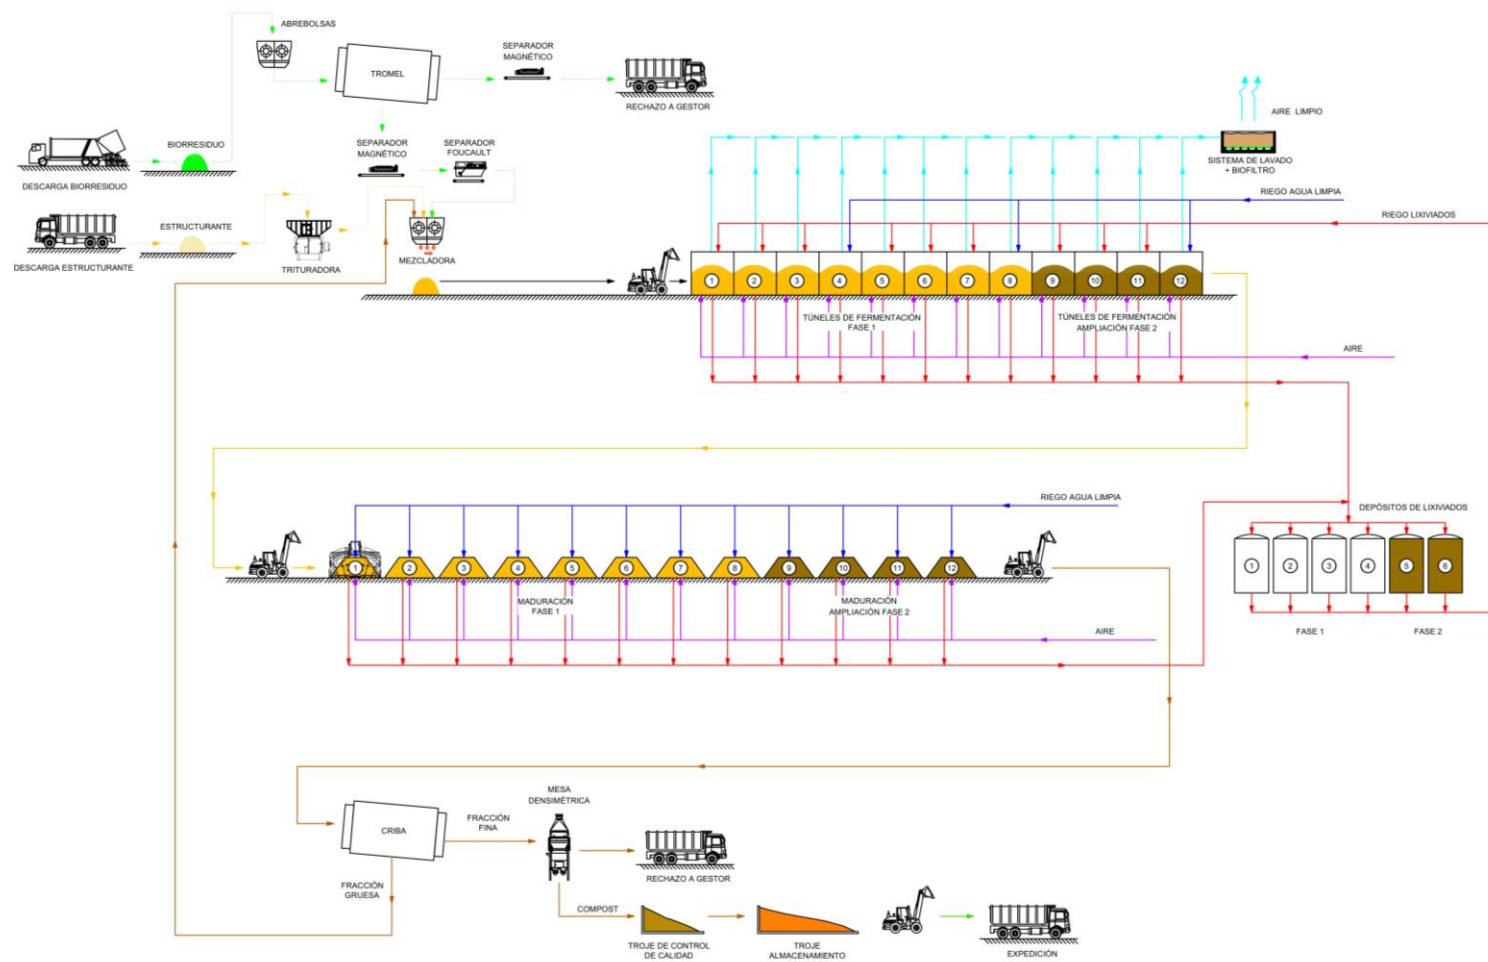 ABREBOLSAS
TROMEL
SEPARADOR
MAGNÉTICO
RECHAZO A GESTOR
BIORRESIDUO
DESCARGA BIORRESIDUO
SEPARADOR
MAGNÉTICO
SEPARADOR
FOUCAULT
ESTRUCTURANTE
DESCARGA ESTRUCTURANTE
TRITURADORA
MEZCLADORA
AIRE LIMPIO
SISTEMA DE LAVADO
+ BIOFILTRO
RIEGO AGUA LIMPIA
RIEGO LIXIVIADOS
1
2
3
4
5
6
7
8
9
10
11
12
TÚNELES DE FERMENTACIÓN
FASE 1
TÚNELES DE FERMENTACIÓN
AMPLIACIÓN FASE 2
AIRE
RIEGO AGUA LIMPIA
1
2
3
4
5
6
7
8
9
10
11
12
MADURACIÓN
FASE 1
MADURACIÓN
AMPLIACIÓN FASE 2
AIRE
DEPÓSITOS DE LIXIVIADOS
1
2
3
4
5
6
FASE 1
FASE 2
CRIBA
FRACCIÓN
FINA
FRACCIÓN
GRUESA
MESA
DENSIMÉTRICA
RECHAZO A GESTOR
COMPOST
TROJE DE CONTROL
DE CALIDAD
TROJE
ALMACENAMIENTO
EXPEDICIÓN